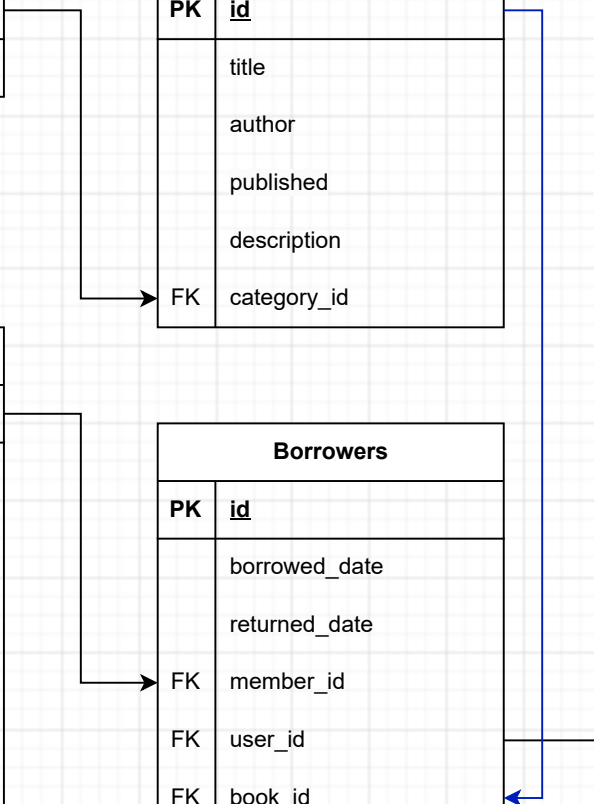 PK id
title
author
published
description
FK category_id
Borrowers
PK id
borrowed_date
returned_date
FK member_id
FK user_id
FK book_id